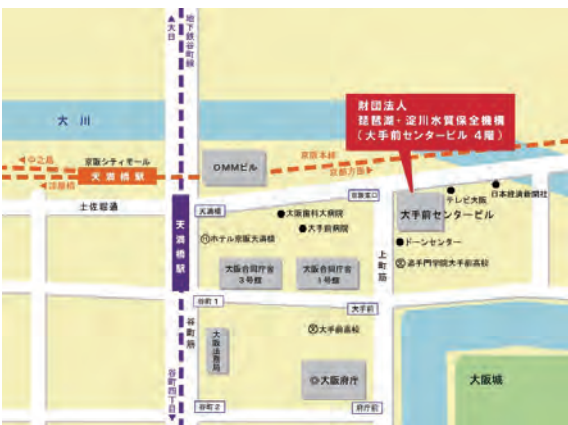 ▲大日
地下鉄谷町線
大川
財団法人
琵琶湖・淀川水質保全機構
(大手前センタービル 4階)
◀中之島
京阪シティモール
天満橋駅
◀淀屋橋
OMMビル
京阪本線
京都方面▶
土佐堀通
天満橋
京阪東口
天満橋駅
●大阪歯科大病院
●大手前病院
Ⓗホテル京阪天満橋
●テレビ大阪
●日本経済新聞社
大手前センタービル
●ドーンセンター
⊗追手門学院大手前高校
大阪合同庁舎
3号館
大阪合同庁舎
1号館
上町筋
谷町1
大手前
谷町筋
大阪法務局
⊗大手前高校
◎大阪府庁
大阪城
谷町四丁目▼
谷町2
府庁前